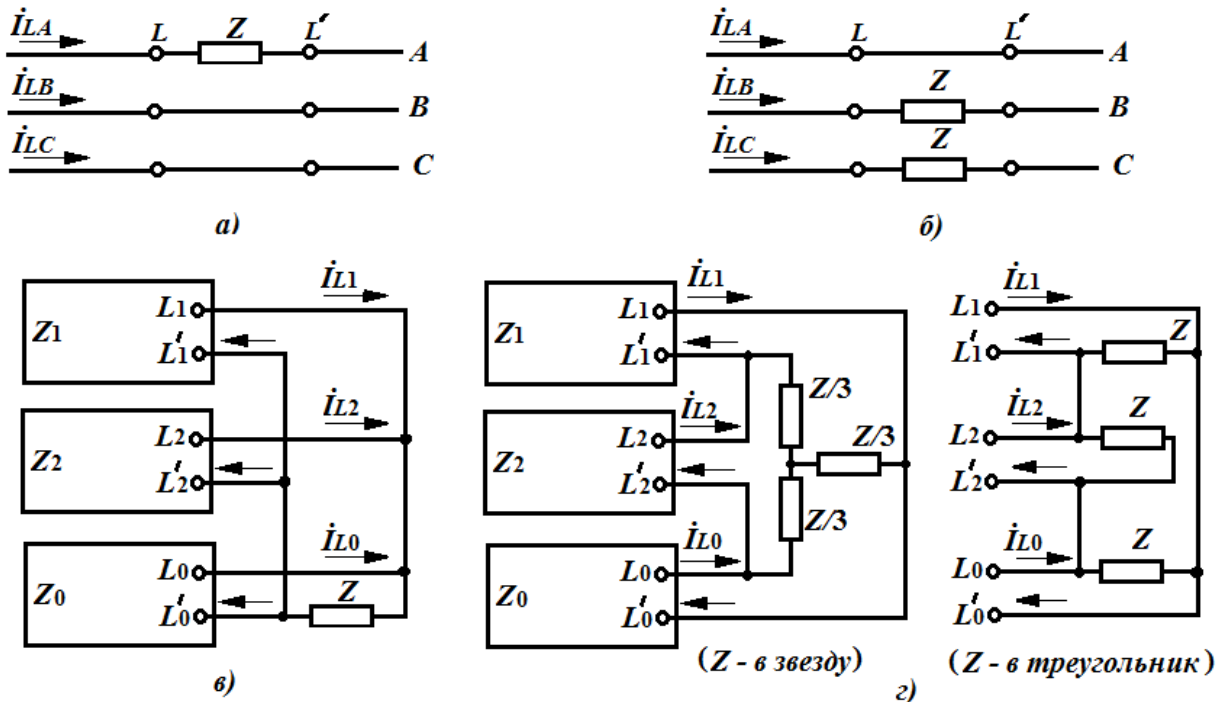 İLA L Z L′ A
İLB B
İLC C
а)
İLA L L′ A
İLB Z B
İLC Z C
б)
Z1 L1 İL1
L′1
Z2 L2 İL2
L′2
Z0 L0 İL0
L′0 Z
в)
Z1 L1 İL1
L′1
Z/3
Z2 L2 İL2
Z/3
L′2
Z/3
Z0 L0 İL0
L′0
(Z - в звезду)
L1 İL1
L′1 Z
L2 İL2 Z
L′2
L0 İL0 Z
L′0
(Z - в треугольник)
г)